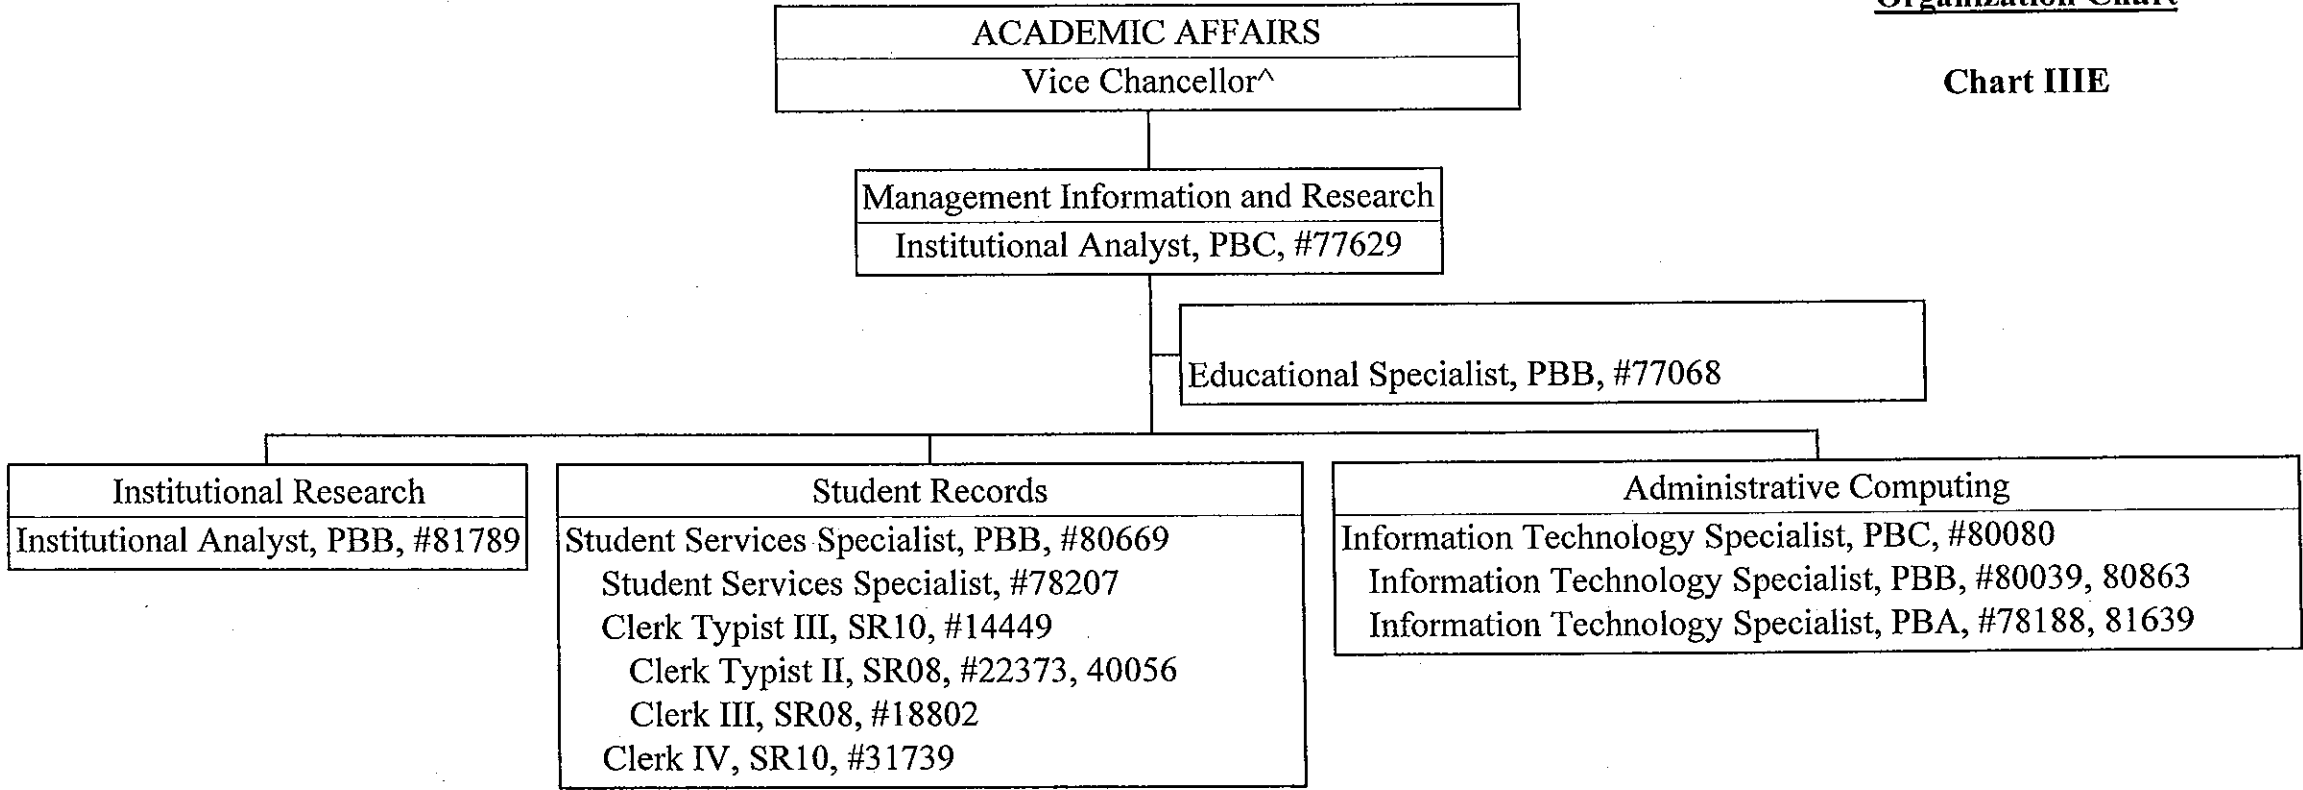 Organization Chart
Chart IIIE
ACADEMIC AFFAIRS
Vice Chancellor^
Management Information and Research
Institutional Analyst, PBC, #77629
Educational Specialist, PBB, #77068
Institutional Research
Institutional Analyst, PBB, #81789
Student Records
Student Services Specialist, PBB, #80669
Student Services Specialist, #78207
Clerk Typist III, SR10, #14449
Clerk Typist II, SR08, #22373, 40056
Clerk III, SR08, #18802
Clerk IV, SR10, #31739
Administrative Computing
Information Technology Specialist, PBC, #80080
Information Technology Specialist, PBB, #80039, 80863
Information Technology Specialist, PBA, #78188, 81639